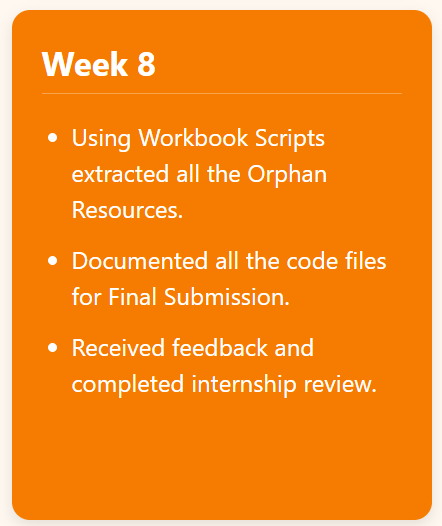 Week 8
Using Workbook Scripts
extracted all the Orphan
Resources.
Documented all the code files
for Final Submission.
Received feedback and
completed internship review.